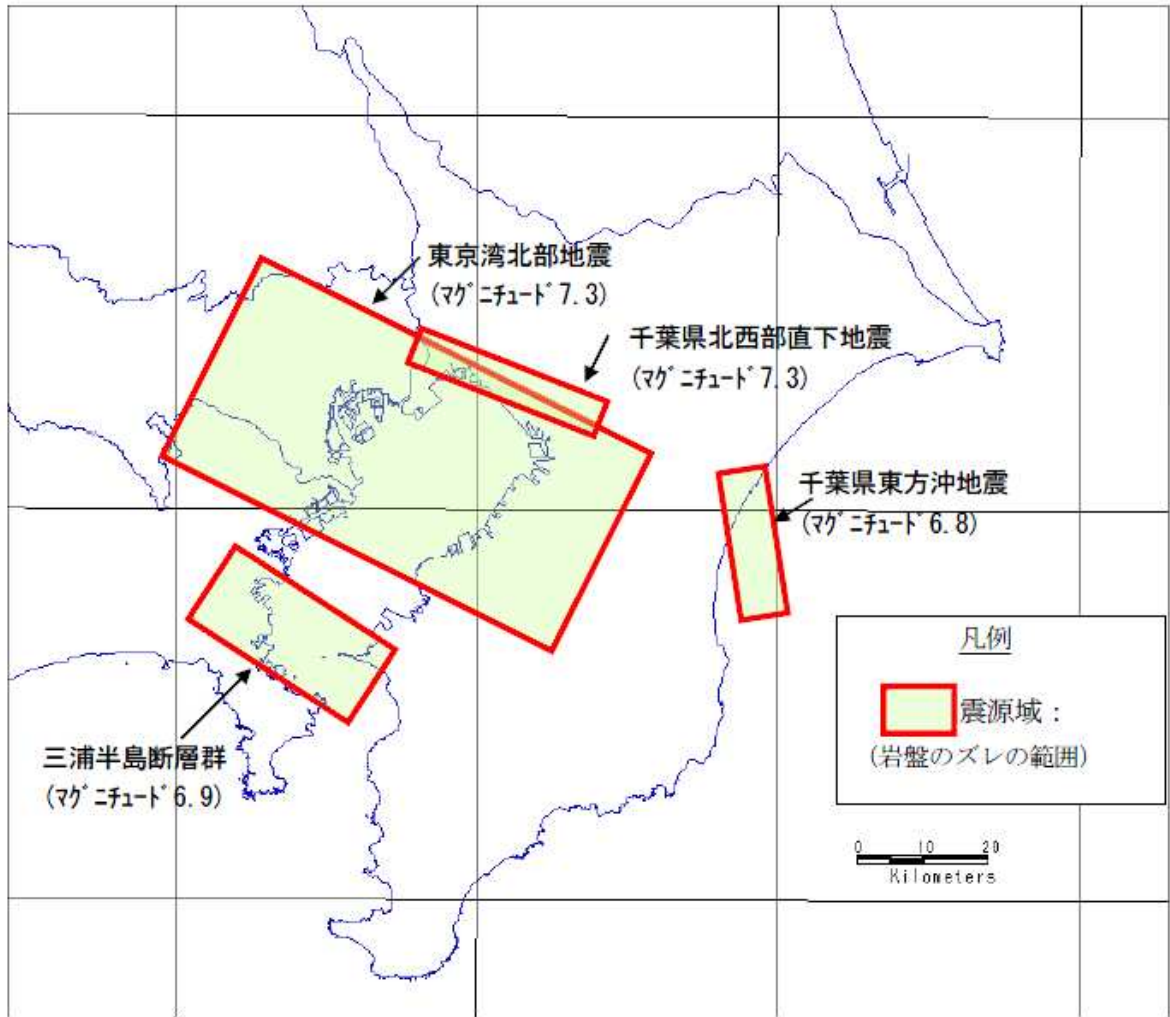 東京湾北部地震
(ﾏｸﾞﾆﾁｭｰﾄﾞ7.3)
千葉県北西部直下地震
(ﾏｸﾞﾆﾁｭｰﾄﾞ7.3)
千葉県東方沖地震
(ﾏｸﾞﾆﾁｭｰﾄﾞ6.8)
三浦半島断層群
(ﾏｸﾞﾆﾁｭｰﾄﾞ6.9)
凡例
震源域：
(岩盤のズレの範囲)
0 10 20
Kilometers